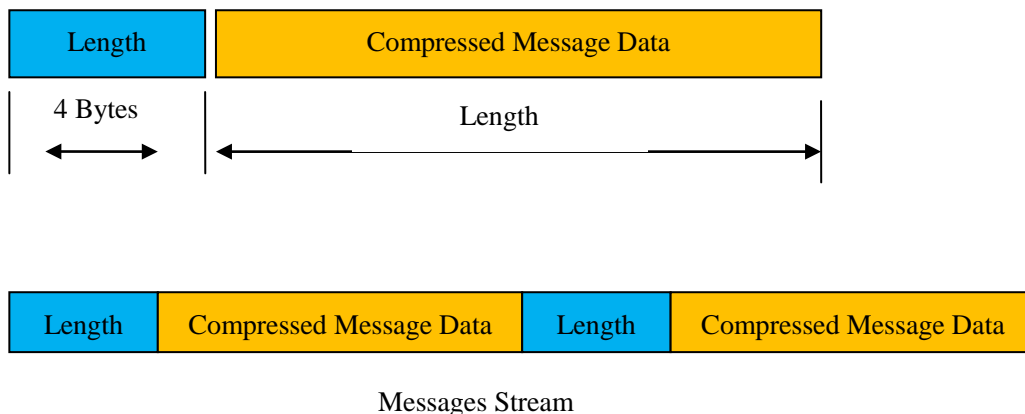 Length Compressed Message Data
4 Bytes Length
Length Compressed Message Data Length Compressed Message Data
Messages Stream